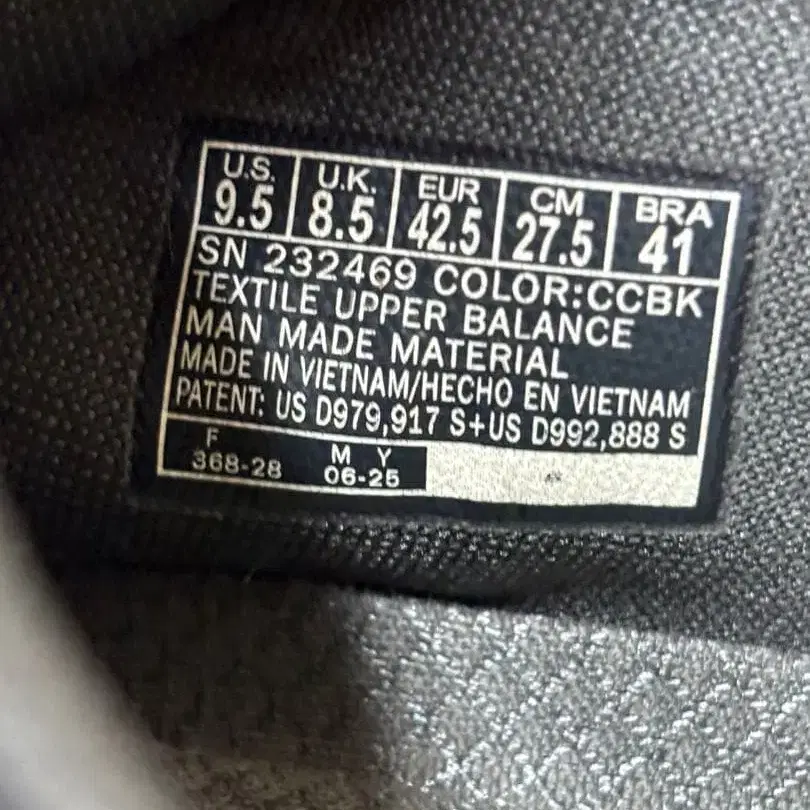 U.S. U.K. EUR CM BRA
9.5 8.5 42.5 27.5 41
SN 232469 COLOR:CCBK
TEXTILE UPPER BALANCE
MAN MADE MATERIAL
MADE IN VIETNAM/HECHO EN VIETNAM
PATENT: US D979,917 S+US D992,888 S
F M Y
368-28 06-25